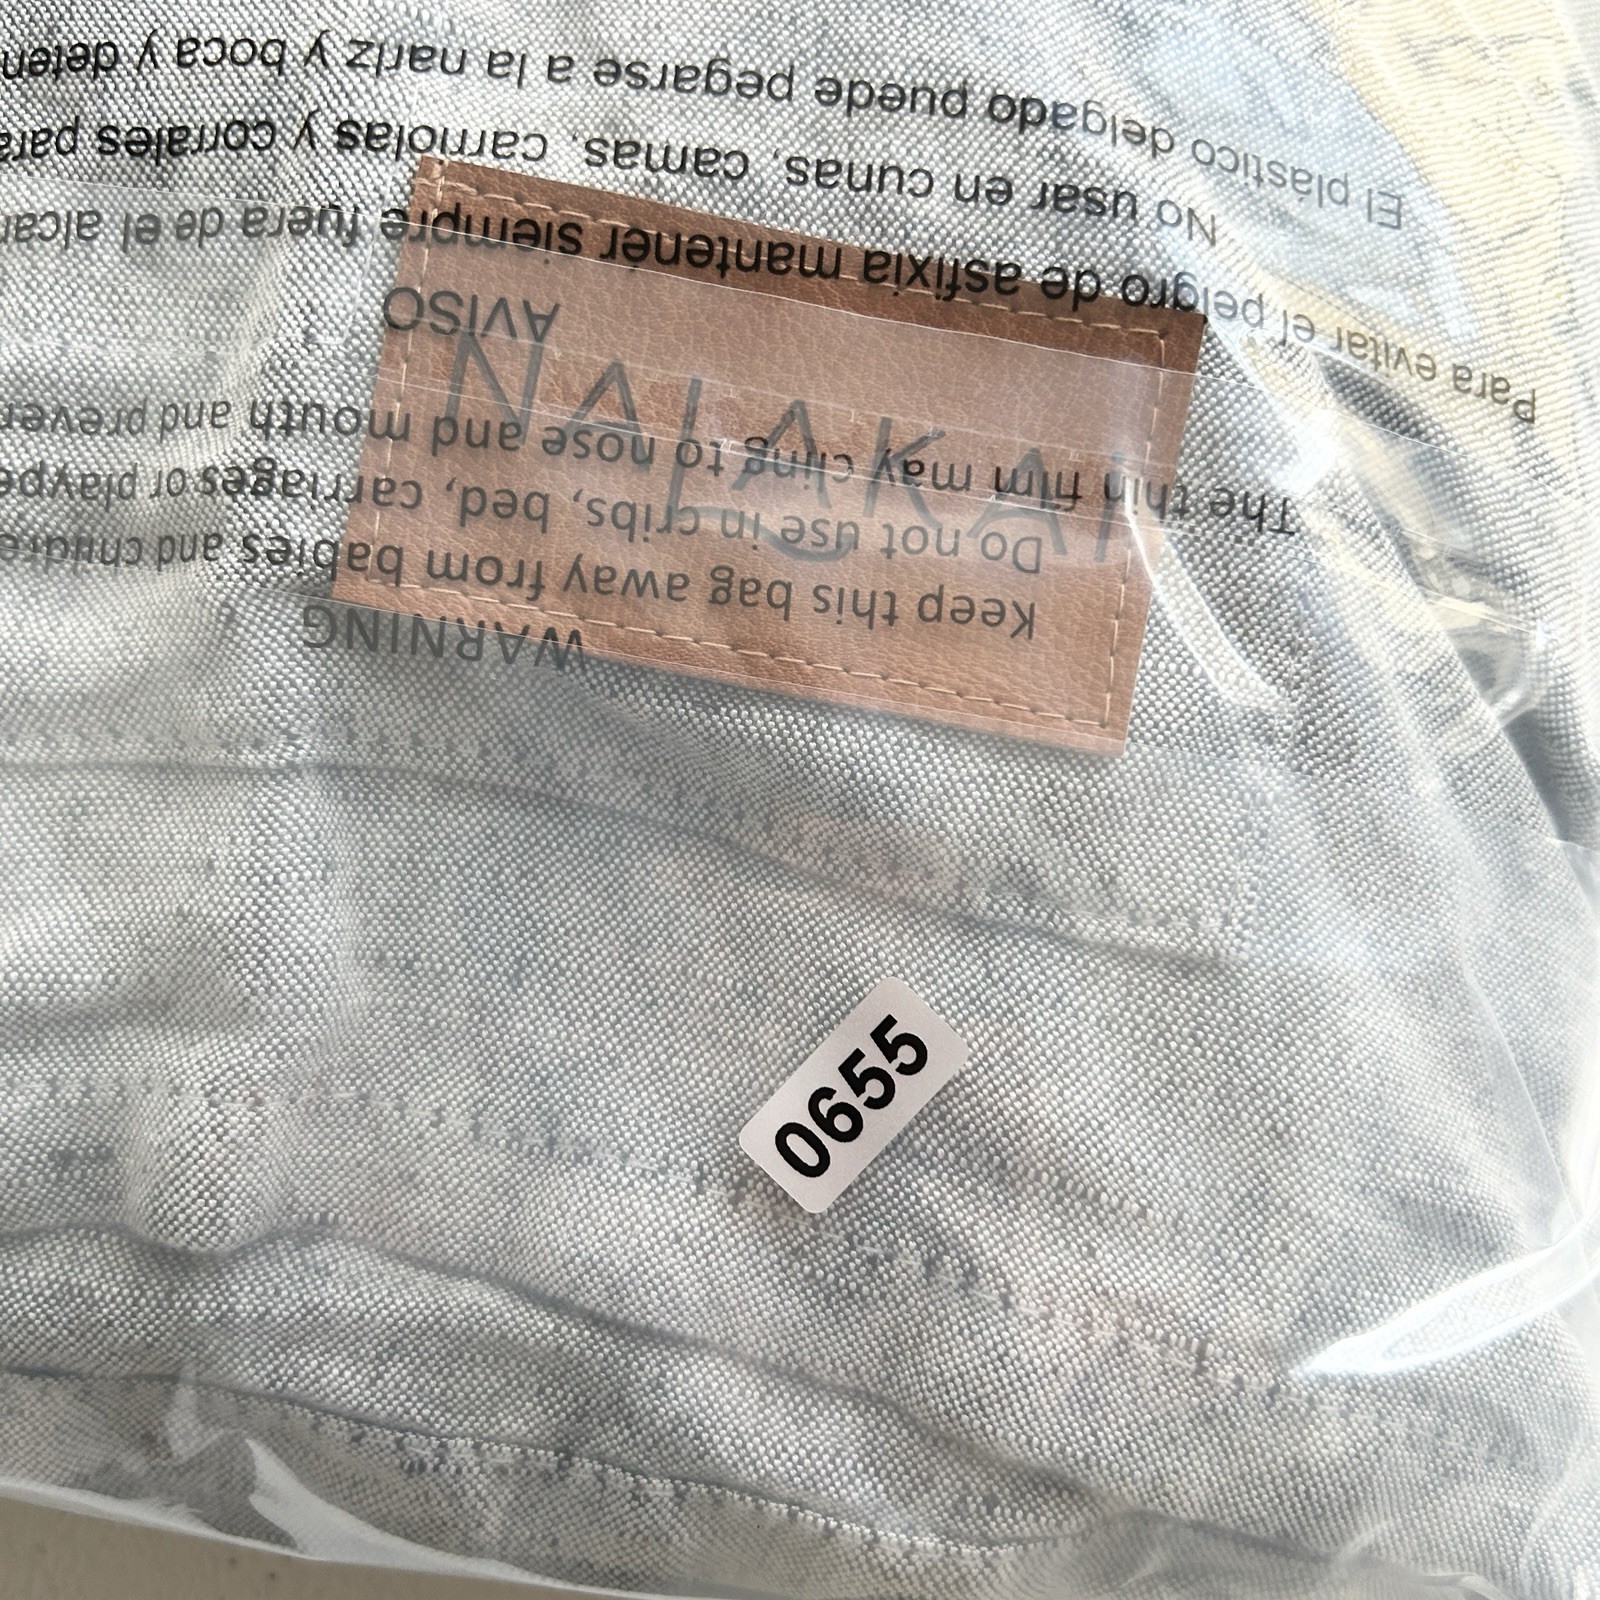 WARNING
Keep this bag away from babies and children
Do not use in cribs, bed, carriages or plaype
The thin film may cling to nose and mouth and preven
AVISO
Para evitar el peligro de asfixia mantener siempre fuera de el alcan
No usar en cunas, camas, carriolas y corrales para
El plástico delgado puede pegarse a la nariz y boca y deten
NALAKAI
0655